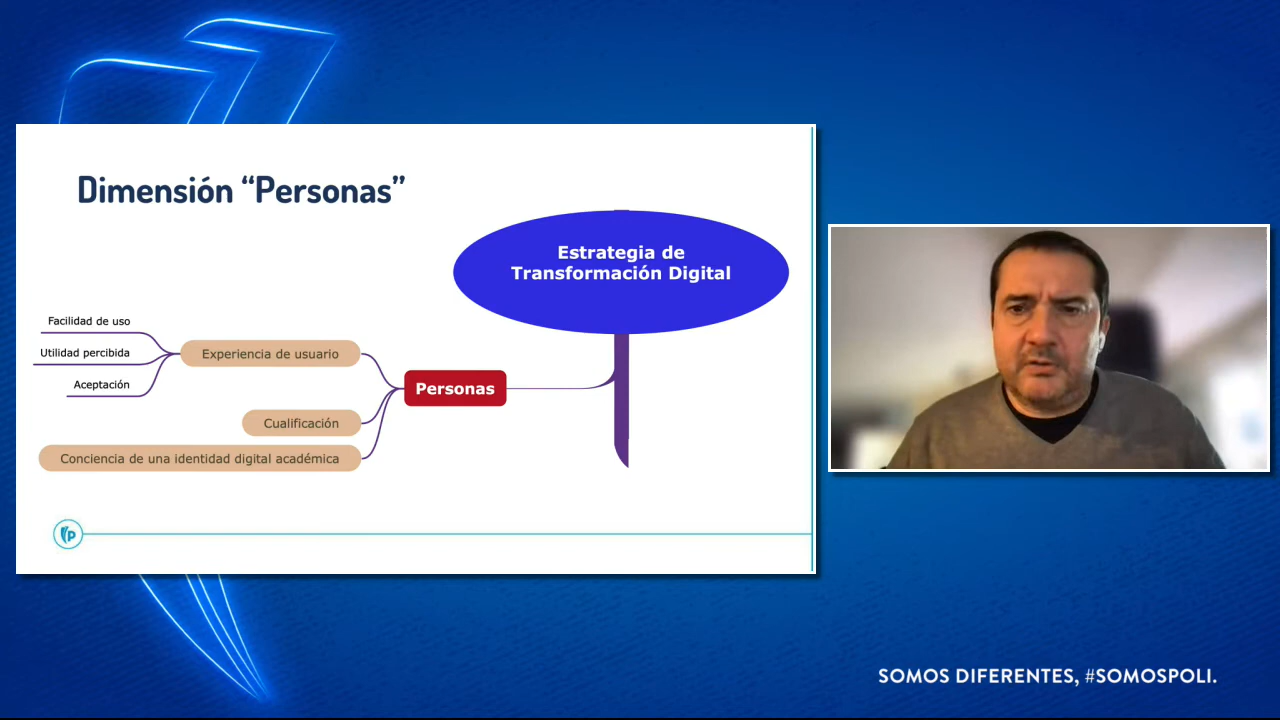 Dimensión “Personas”
Estrategia de
Transformación Digital
Facilidad de uso
Utilidad percibida
Aceptación
Experiencia de usuario
Personas
Cualificación
Conciencia de una identidad digital académica
P
SOMOS DIFERENTES, #SOMOSPOLI.